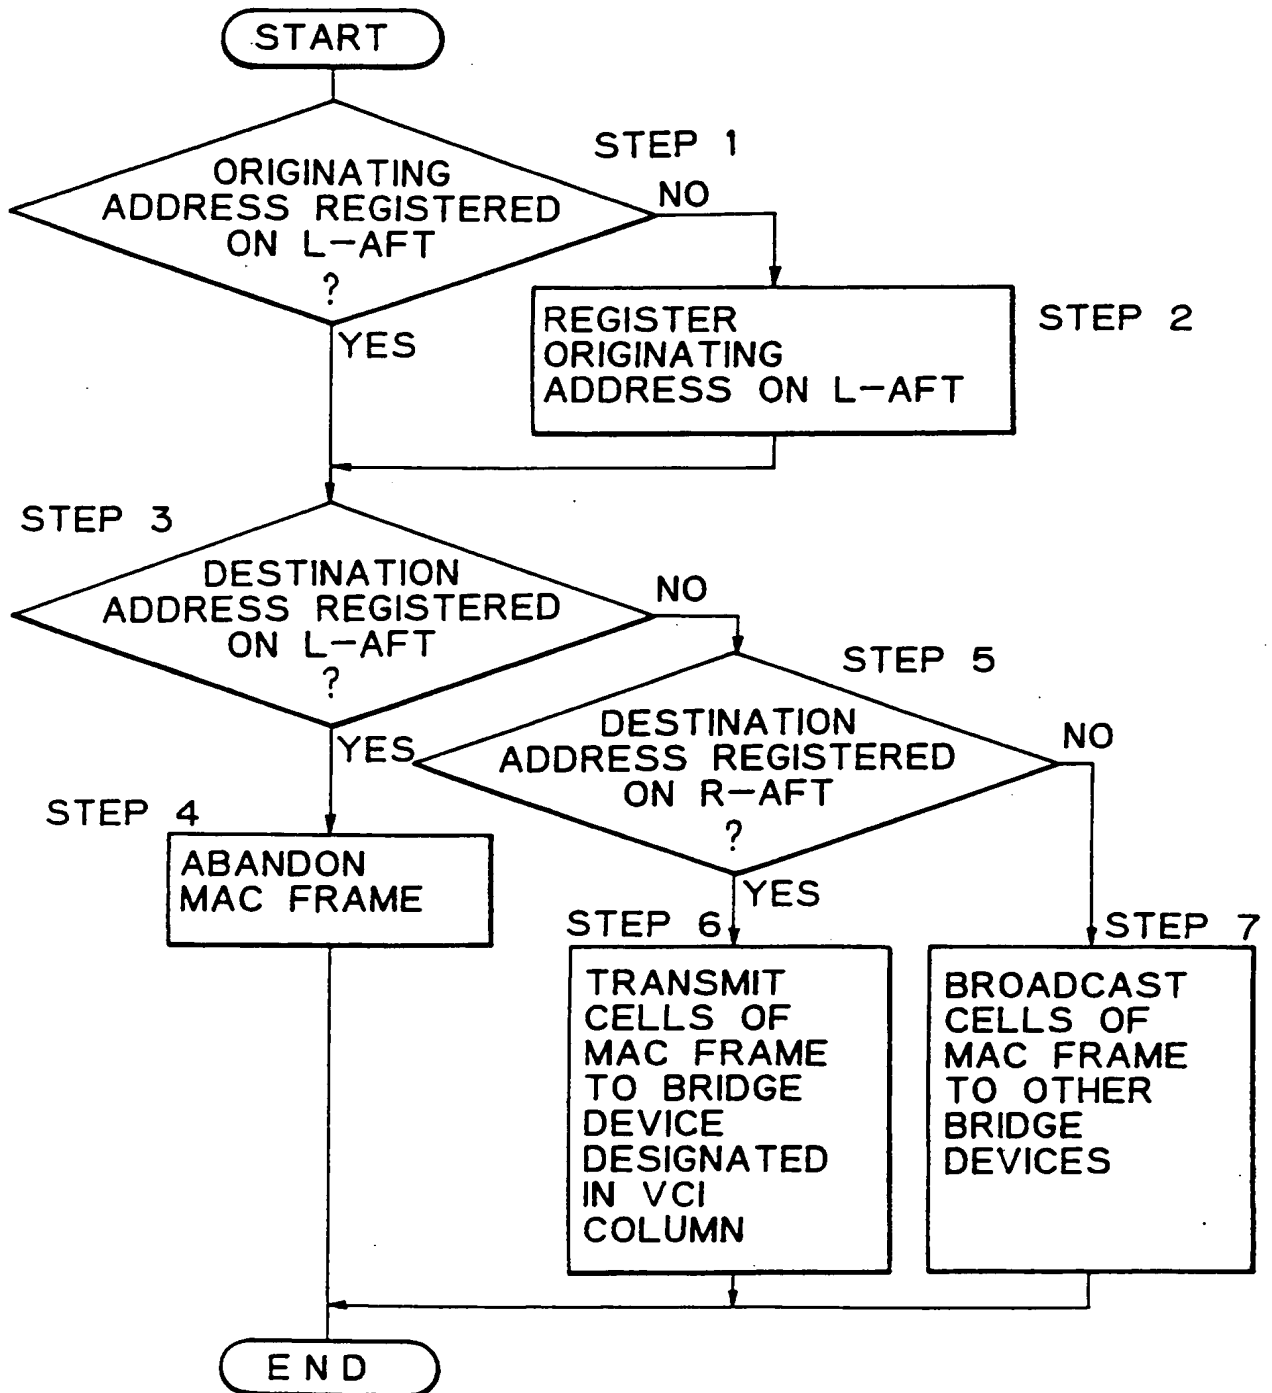 START
STEP 1
ORIGINATING
ADDRESS REGISTERED
ON L-AFT
?
NO
YES
STEP 2
REGISTER
ORIGINATING
ADDRESS ON L-AFT
STEP 3
DESTINATION
ADDRESS REGISTERED
ON L-AFT
?
NO
YES
STEP 4
ABANDON
MAC FRAME
STEP 5
DESTINATION
ADDRESS REGISTERED
ON R-AFT
?
NO
YES
STEP 6
TRANSMIT
CELLS OF
MAC FRAME
TO BRIDGE
DEVICE
DESIGNATED
IN VCI
COLUMN
STEP 7
BROADCAST
CELLS OF
MAC FRAME
TO OTHER
BRIDGE
DEVICES
END